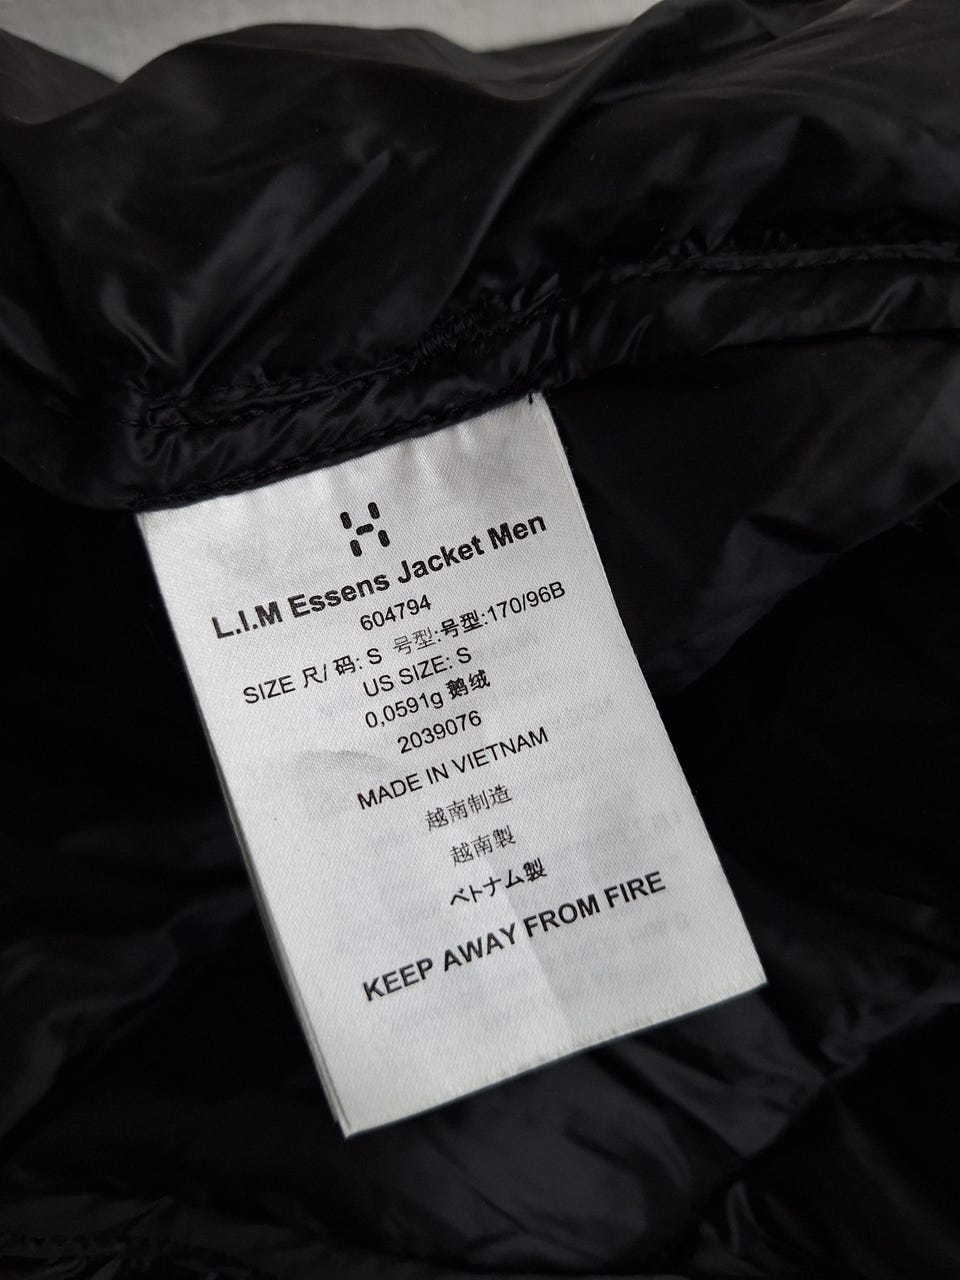 L.I.M Essens Jacket Men
604794
SIZE 尺/ 码: S 号型:号型:170/96B
US SIZE: S
0,0591g 鹅绒
2039076
MADE IN VIETNAM
越南制造
越南製
ベトナム製
KEEP AWAY FROM FIRE